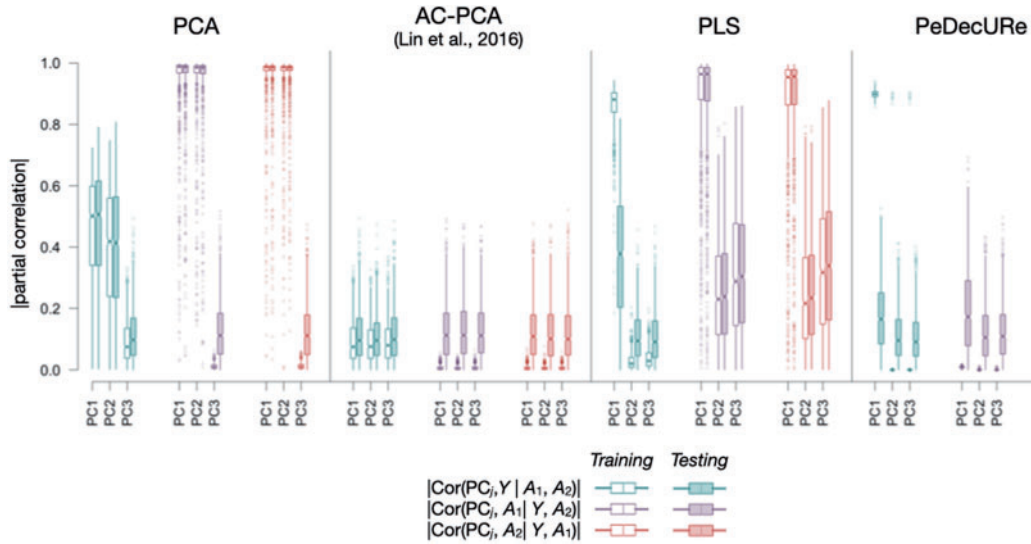 PCA
AC-PCA
(Lin et al., 2016)
PLS
PeDecURe
|partial correlation|
1.0
0.8
0.6
0.4
0.2
0.0
PC1 PC2 PC3 PC1 PC2 PC3 PC1 PC2 PC3 PC1 PC2 PC3 PC1 PC2 PC3 PC1 PC2 PC3 PC1 PC2 PC3 PC1 PC2 PC3 PC1 PC2 PC3 PC1 PC2 PC3 PC1 PC2 PC3
Training Testing
|Cor(PCj, Y | A1, A2)|
|Cor(PCj, A1| Y, A2)|
|Cor(PCj, A2| Y, A1)|